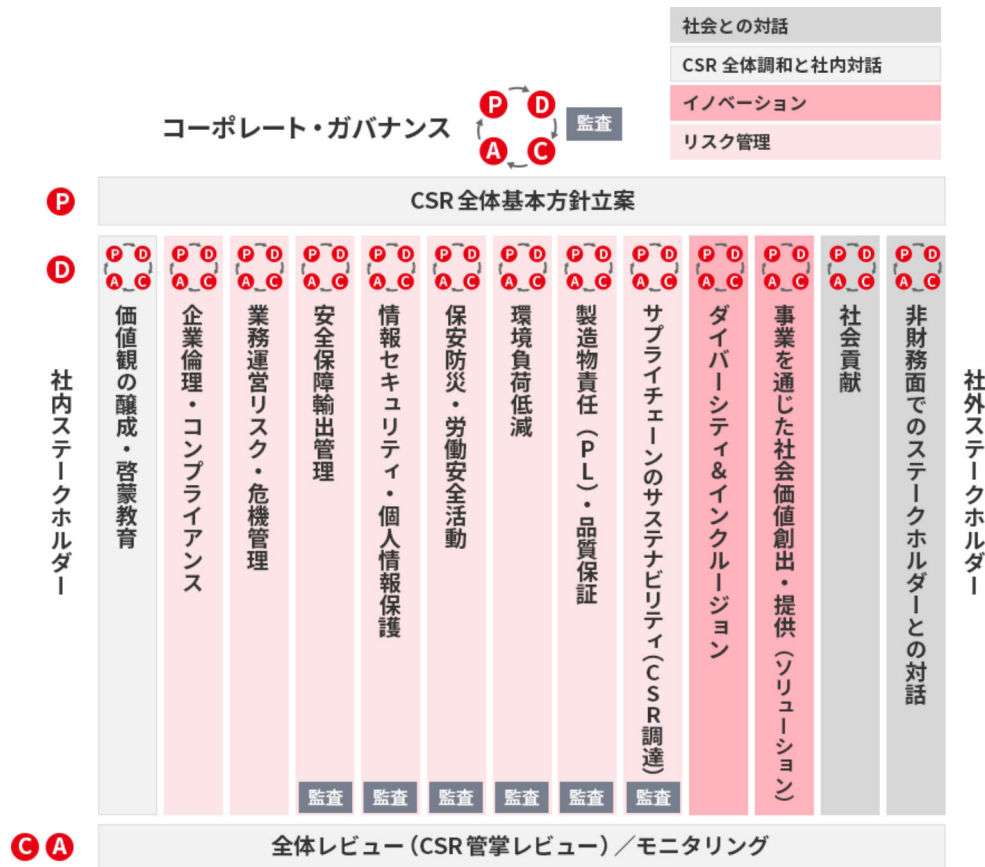 社会との対話
CSR 全体調和と社内対話
イノベーション
リスク管理
コーポレート・ガバナンス
P
D
A
C
監査
P
CSR 全体基本方針立案
D
P D
A C
価値観の醸成・啓蒙教育
P D
A C
企業倫理・コンプライアンス
P D
A C
業務運営リスク・危機管理
P D
A C
安全保障輸出管理
監査
P D
A C
情報セキュリティ・個人情報保護
監査
P D
A C
保安防災・労働安全活動
監査
P D
A C
環境負荷低減
監査
P D
A C
製造物責任（PL）・品質保証
監査
P D
A C
サプライチェーンのサステナビリティ（CSR調達）
監査
P D
A C
ダイバーシティ&インクルージョン
P D
A C
事業を通じた社会価値創出・提供（ソリューション）
P D
A C
社会貢献
P D
A C
非財務面でのステークホルダーとの対話
社内ステークホルダー
社外ステークホルダー
C A
全体レビュー（CSR管掌レビュー）／モニタリング